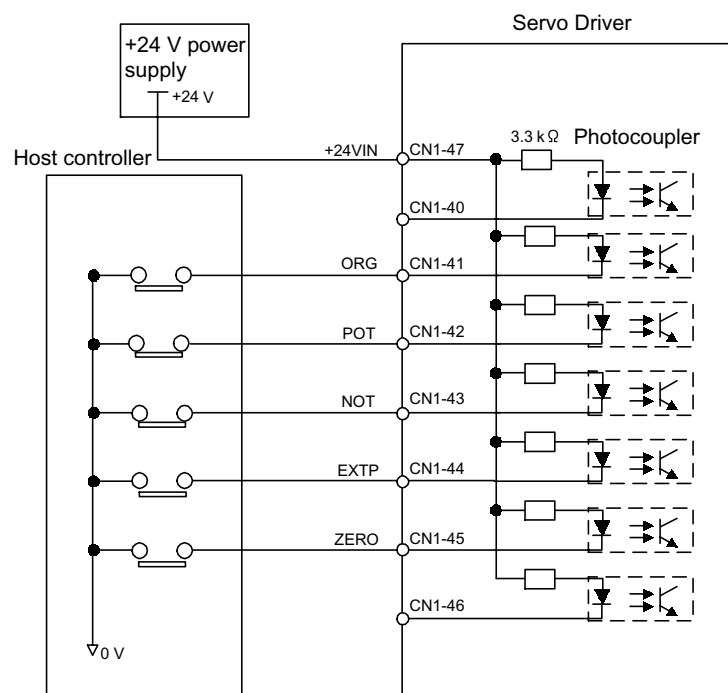 Servo Driver
+24 V power
supply
+24 V
3.3 k Ω
Photocoupler
Host controller
+24VIN
CN1-47
CN1-40
ORG
CN1-41
POT
CN1-42
NOT
CN1-43
EXTP
CN1-44
ZERO
CN1-45
CN1-46
0 V